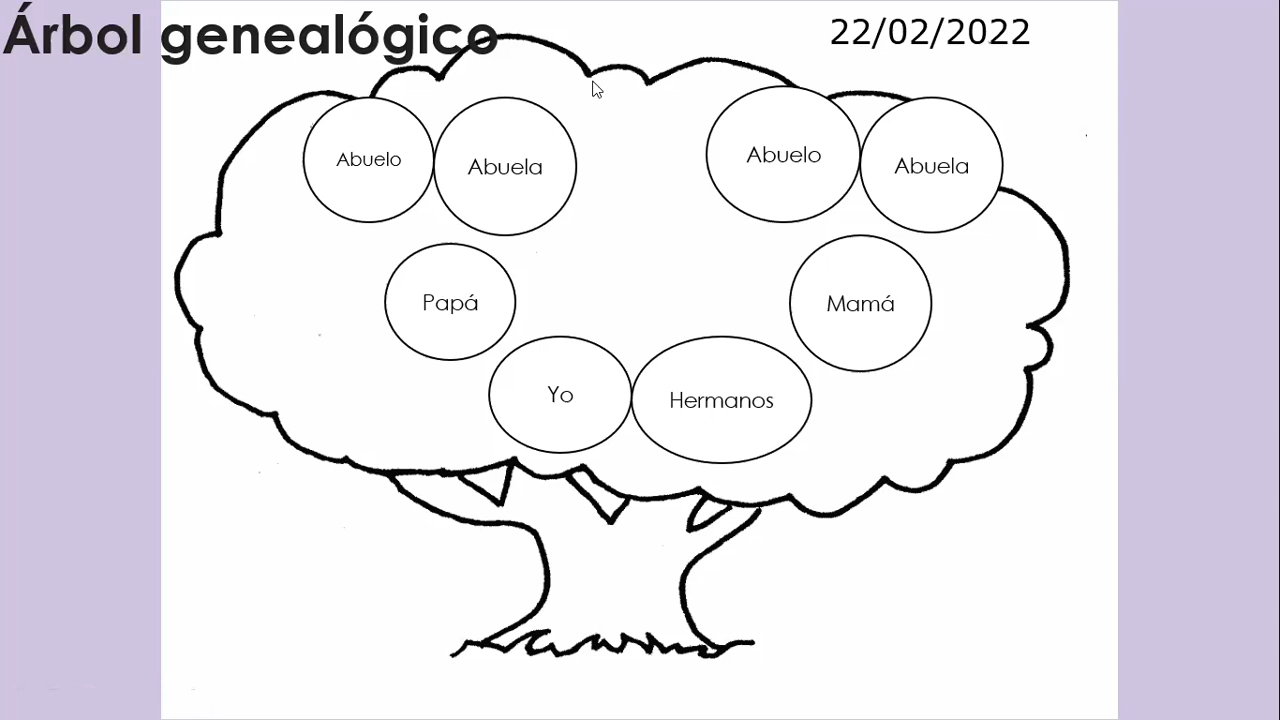 Árbol genealógico
22/02/2022
Abuelo
Abuela
Abuelo
Abuela
Papá
Mamá
Yo
Hermanos